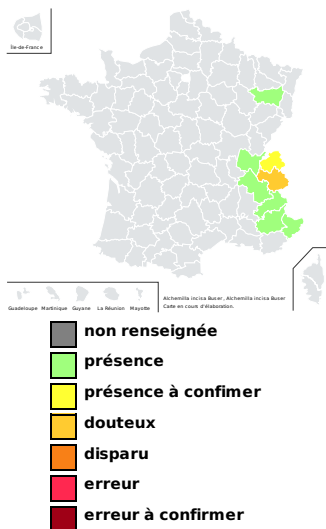 Île-de-France
Alchemilla incisa Buser, Alchemilla incisa Buser
Carte en cours d'élaboration.
Guadeloupe Martinique Guyane La Réunion Mayotte
non renseignée
présence
présence à confimer
douteux
disparu
erreur
erreur à confirmer